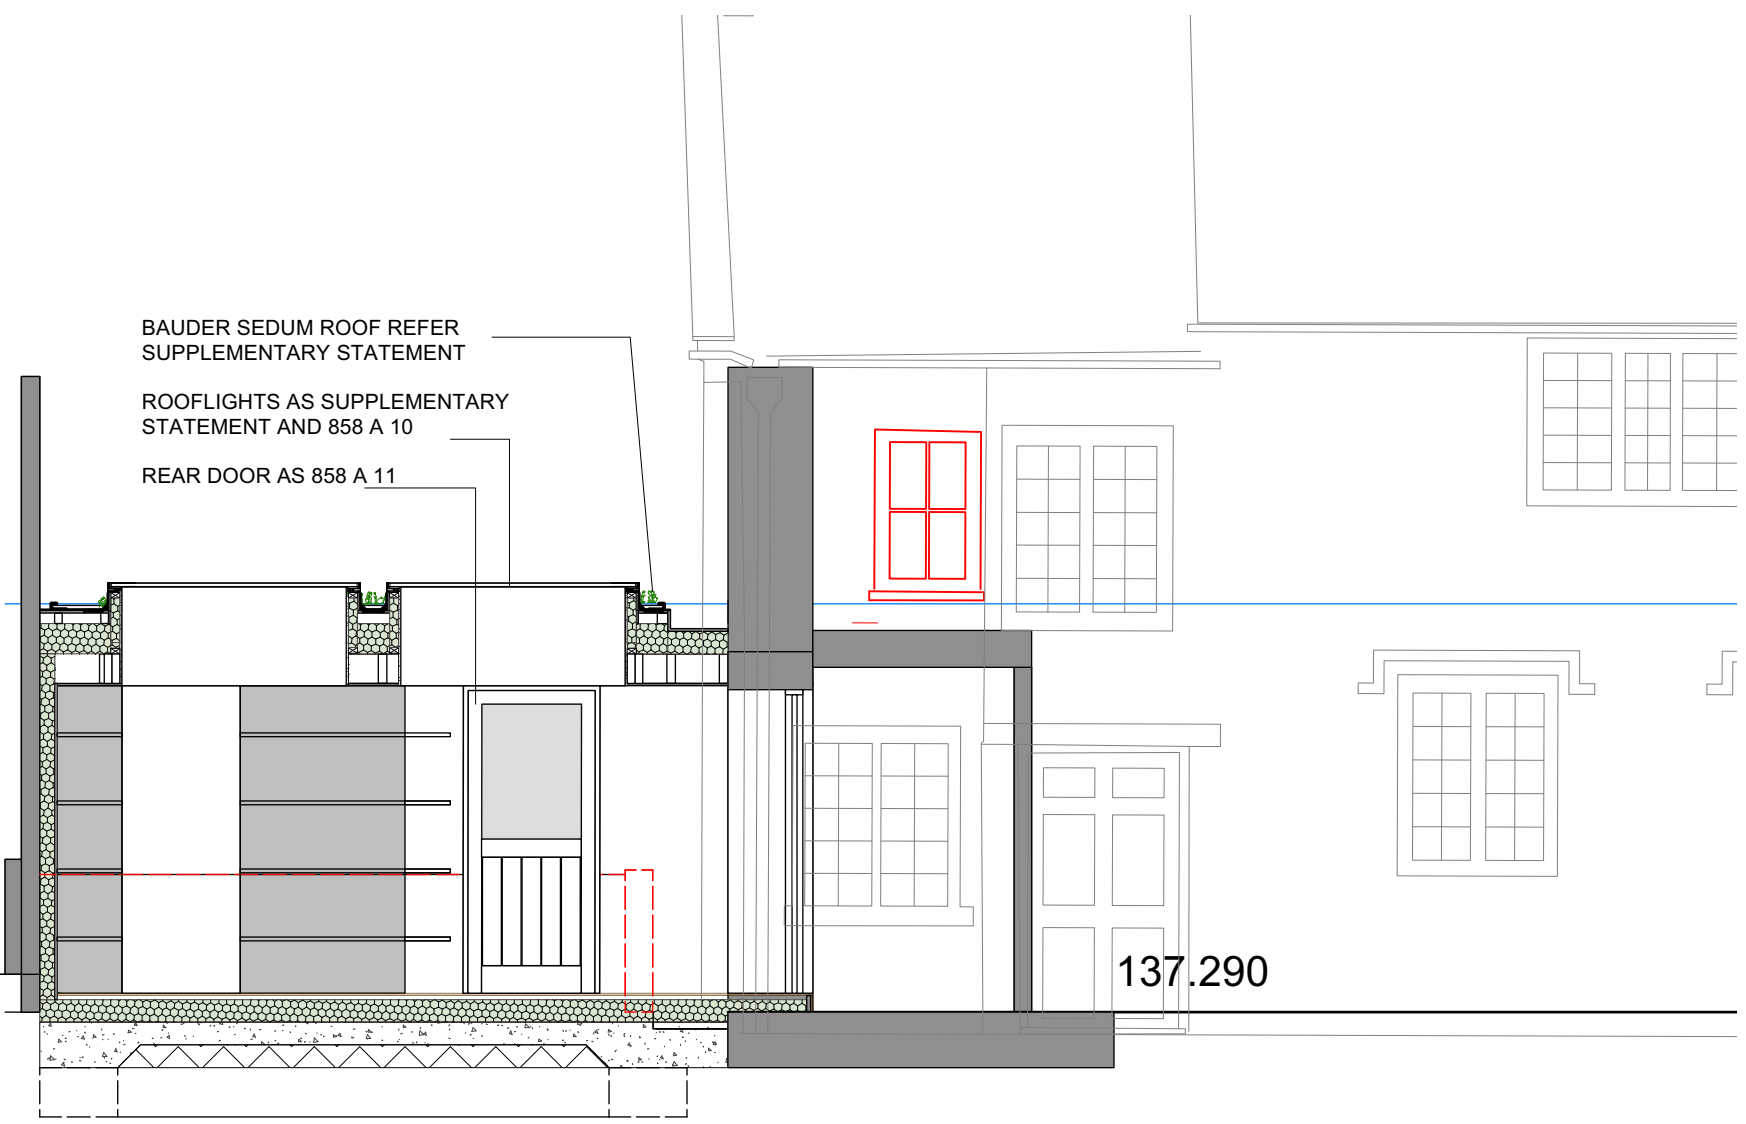 BAUDER SEDUM ROOF REFER
SUPPLEMENTARY STATEMENT
ROOFLIGHTS AS SUPPLEMENTARY
STATEMENT AND 858 A 10
REAR DOOR AS 858 A 11
137.290